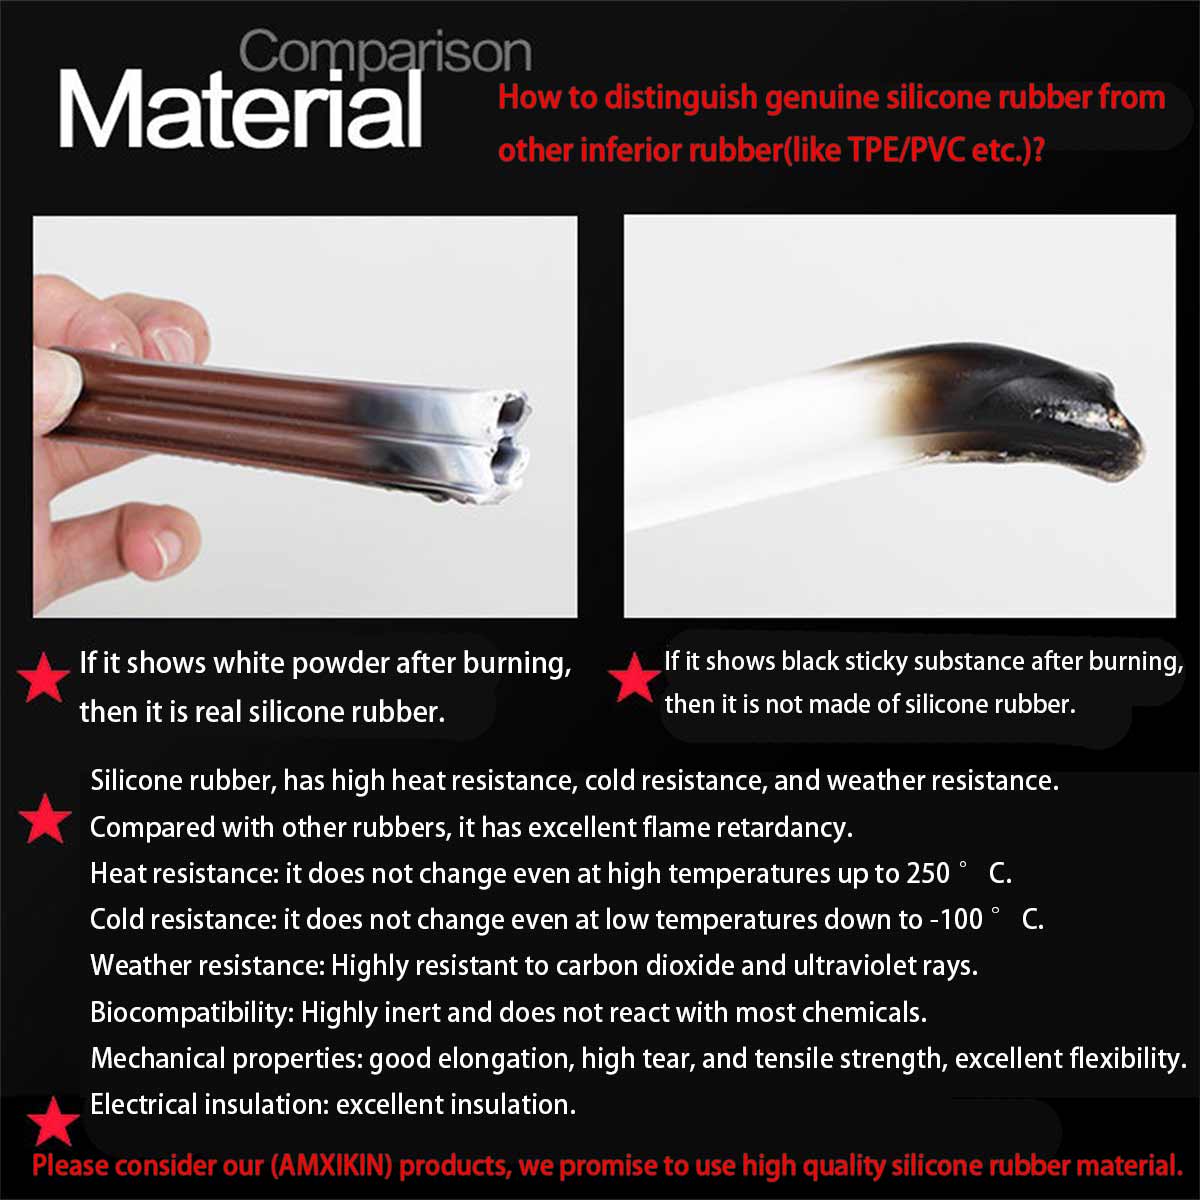 Comparison
Material
How to distinguish genuine silicone rubber from
other inferior rubber(like TPE/PVC etc.)?
If it shows white powder after burning,
then it is real silicone rubber.
If it shows black sticky substance after burning,
then it is not made of silicone rubber.
Silicone rubber, has high heat resistance, cold resistance, and weather resistance.
Compared with other rubbers, it has excellent flame retardancy.
Heat resistance: it does not change even at high temperatures up to 250 ° C.
Cold resistance: it does not change even at low temperatures down to -100 ° C.
Weather resistance: Highly resistant to carbon dioxide and ultraviolet rays.
Biocompatibility: Highly inert and does not react with most chemicals.
Mechanical properties: good elongation, high tear, and tensile strength, excellent flexibility.
Electrical insulation: excellent insulation.
Please consider our (AMXIKIN) products, we promise to use high quality silicone rubber material.